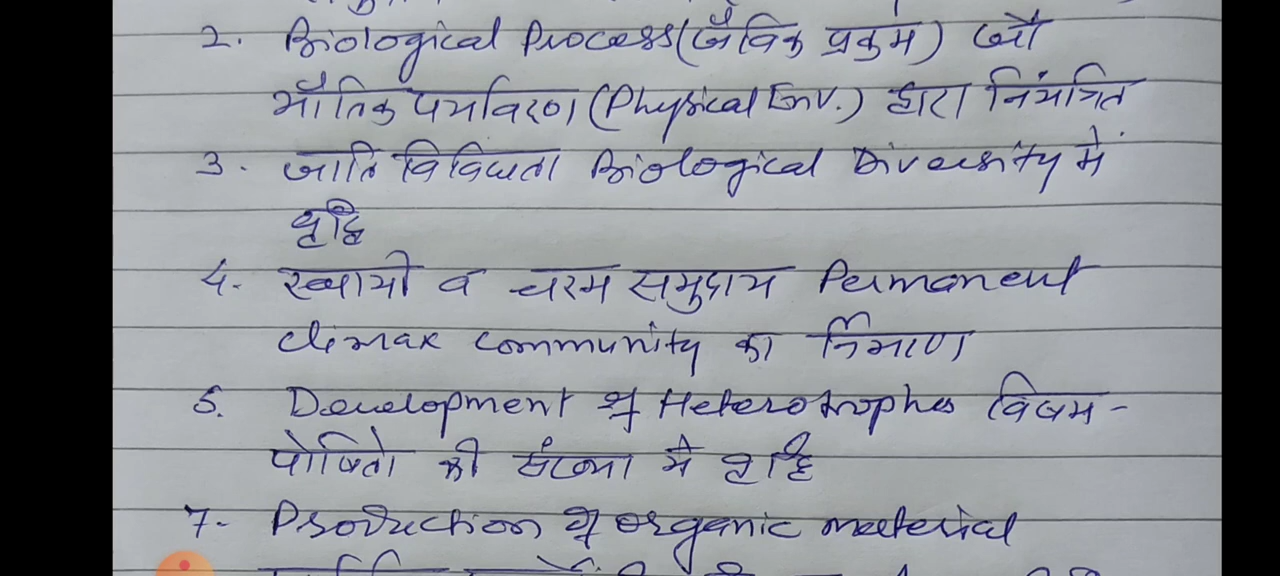 2. Biological Process (जैविक प्रक्रम) जो
भौतिक पर्यावरण (Physical Env.) द्वारा नियंत्रित
3. जाति विविधता Biological Diversity में
वृद्धि
4. स्थायी व चरम समुदाय Permanent
climax community का निर्माण
5. Development of Heterotrophs विषम-
पोषितो की संख्या मे वृद्धि
7- Production of organic material